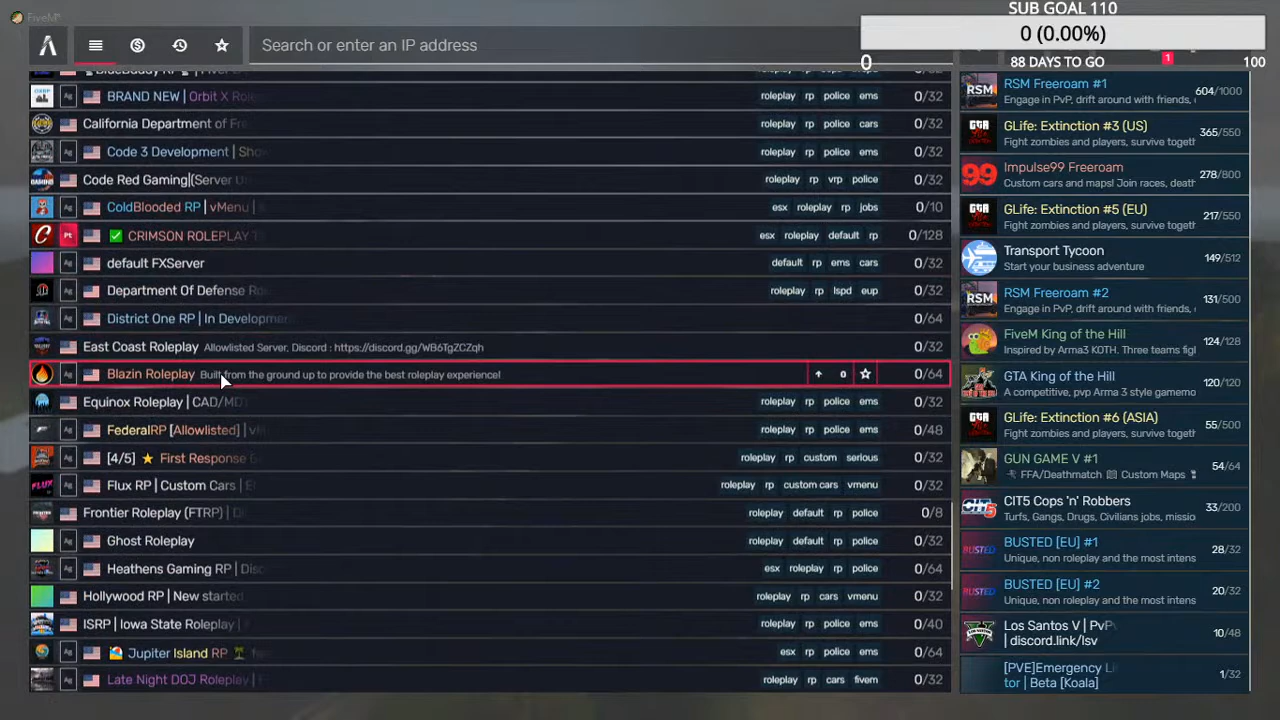 FiveM®
SUB GOAL 110
0 (0.00%)
0
88 DAYS TO GO
1
100
Search or enter an IP address
0/32
BRAND NEW | Orbit X Role roleplay rp police ems 0/32
California Department of Fre roleplay rp police cars 0/32
Code 3 Development | Sho roleplay rp police ems 0/32
Code Red Gaming|(Server U roleplay rp vrp police 0/32
ColdBlooded RP | vMenu | esx roleplay rp jobs 0/10
Pt CRIMSON ROLEPLAY esx roleplay default rp 0/128
default FXServer default rp ems cars 0/32
Department Of Defense Ro roleplay rp lspd eup 0/32
District One RP | In Developme 0/64
East Coast Roleplay Allowlisted Server, Discord : https://discord.gg/WB6TgZCZqh 0/32
Blazin Roleplay Built from the ground up to provide the best roleplay experience! 0 0/64
Equinox Roleplay | CAD/MD roleplay rp police ems 0/32
FederalRP [Allowlisted] | vM roleplay rp police ems 0/48
[4/5] First Response roleplay rp custom serious 0/32
Flux RP | Custom Cars | E roleplay rp custom cars vmenu 0/32
Frontier Roleplay (FTRP) | roleplay default rp police 0/8
Ghost Roleplay roleplay default rp police 0/32
Heathens Gaming RP | Disc esx roleplay rp police 0/64
Hollywood RP | New started roleplay rp cars vmenu 0/32
ISRP | Iowa State Roleplay | roleplay rp police ems 0/40
Jupiter Island RP esx rp police ems 0/64
Late Night DOJ Roleplay | roleplay rp cars fivem 0/32
RSM Freeroam #1
Engage in PvP, drift around with friends, 604/1000
GLife: Extinction #3 (US)
Fight zombies and players, survive togeth 365/550
Impulse99 Freeroam
Custom cars and maps! Join races, death 278/800
GLife: Extinction #5 (EU)
Fight zombies and players, survive togeth 217/550
Transport Tycoon
Start your business adventure 149/512
RSM Freeroam #2
Engage in PvP, drift around with friends, 131/500
FiveM King of the Hill
Inspired by Arma3 KOTH. Three teams figl 124/128
GTA King of the Hill
A competitive, pvp Arma 3 style gamemo 120/120
GLife: Extinction #6 (ASIA)
Fight zombies and players, survive togeth 55/500
GUN GAME V #1
FFA/Deathmatch Custom Maps 54/64
CIT5 Cops 'n' Robbers
Turfs, Gangs, Drugs, Civilians jobs, missio 33/200
BUSTED [EU] #1
Unique, non roleplay and the most intens 28/32
BUSTED [EU] #2
Unique, non roleplay and the most intens 20/32
Los Santos V | PvP
| discord.link/lsv 10/48
[PVE]Emergency Li
tor | Beta [Koala] 1/32